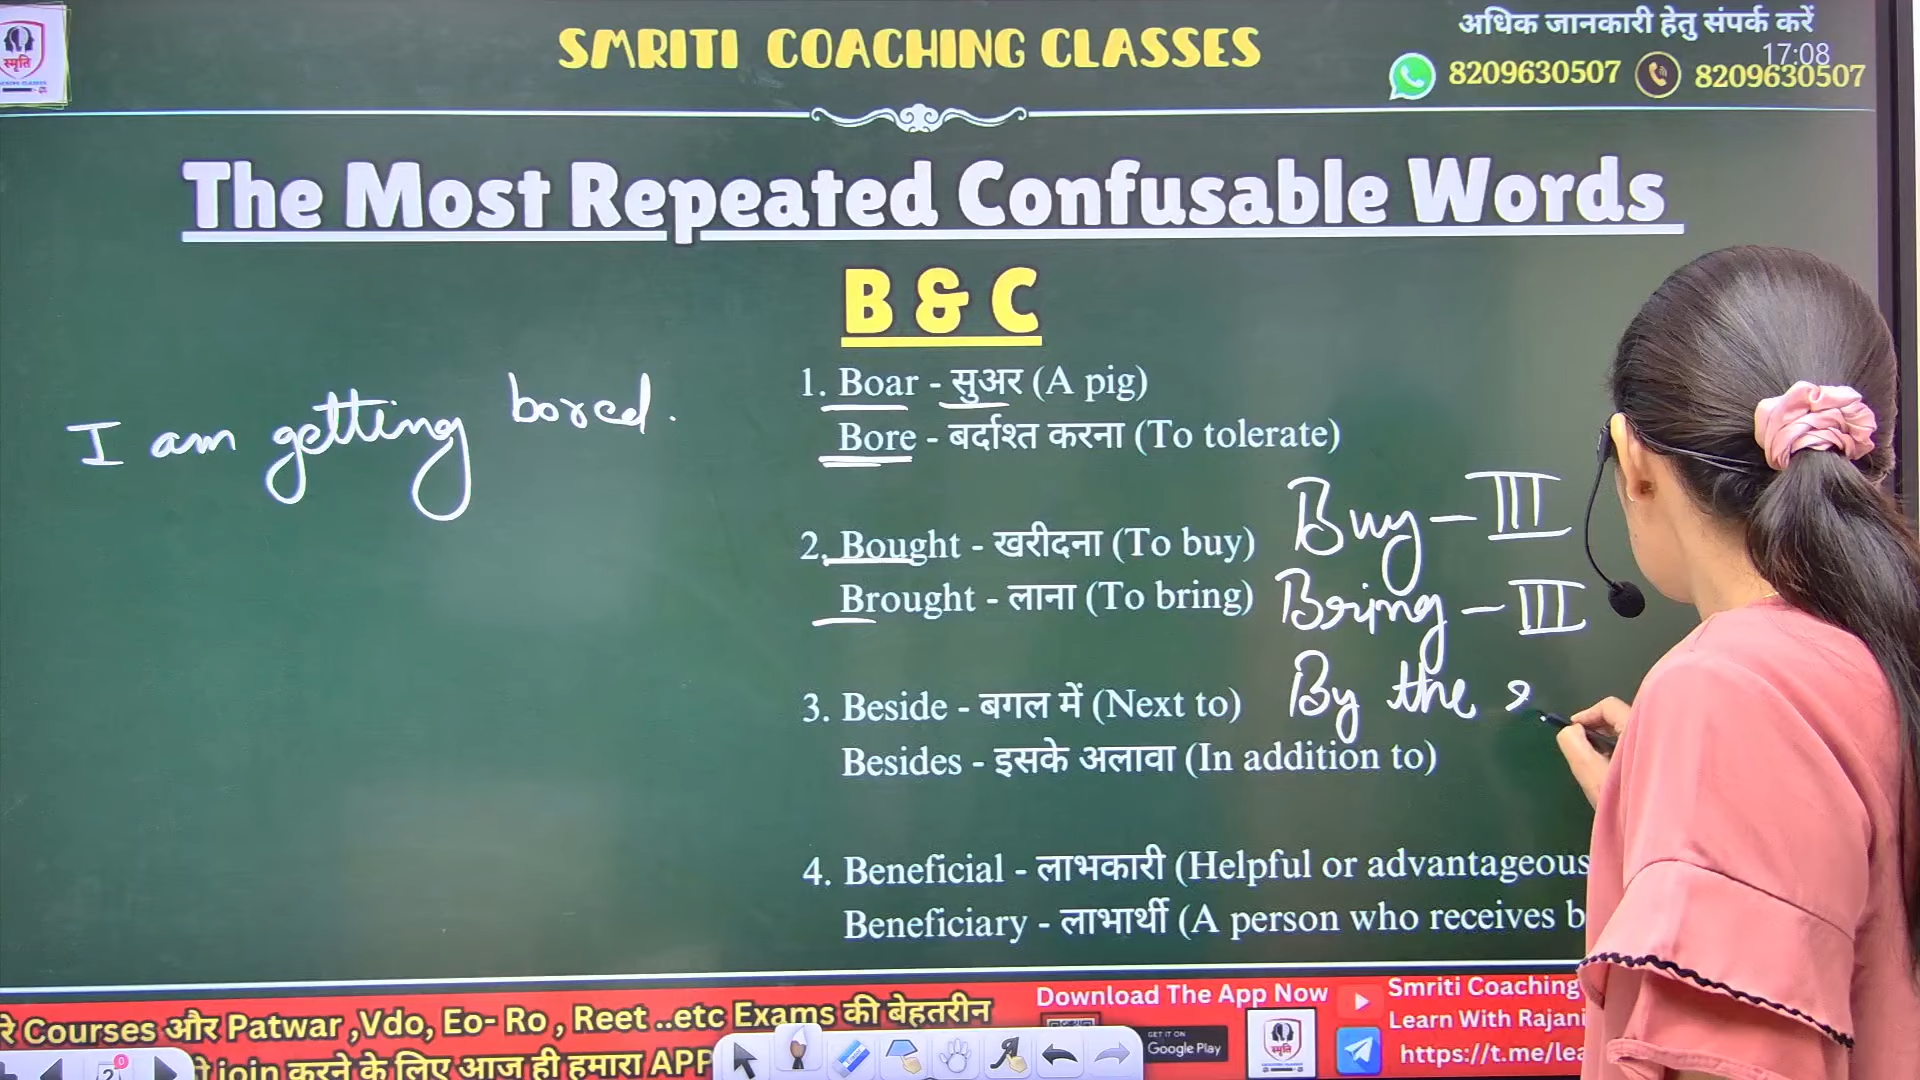 स्मृति
SMRITI COACHING CLASSES
अधिक जानकारी हेतु संपर्क करें
17:08
8209630507 8209630507
The Most Repeated Confusable Words
B & C
I am getting bored.
1. Boar - सुअर (A pig)
Bore - बर्दाश्त करना (To tolerate)
2. Bought - खरीदना (To buy) Buy - III
Brought - लाना (To bring) Bring - III
3. Beside - बगल में (Next to) By the s
Besides - इसके अलावा (In addition to)
4. Beneficial - लाभकारी (Helpful or advantageous
Beneficiary - लाभार्थी (A person who receives b
रे Courses और Patwar ,Vdo, Eo- Ro , Reet ..etc Exams की बेहतरीन
join करने के लिए आज ही हमारा APP
Download The App Now
GET IT ON
Google Play
स्मृति
Smriti Coaching
Learn With Rajani
https://t.me/lea